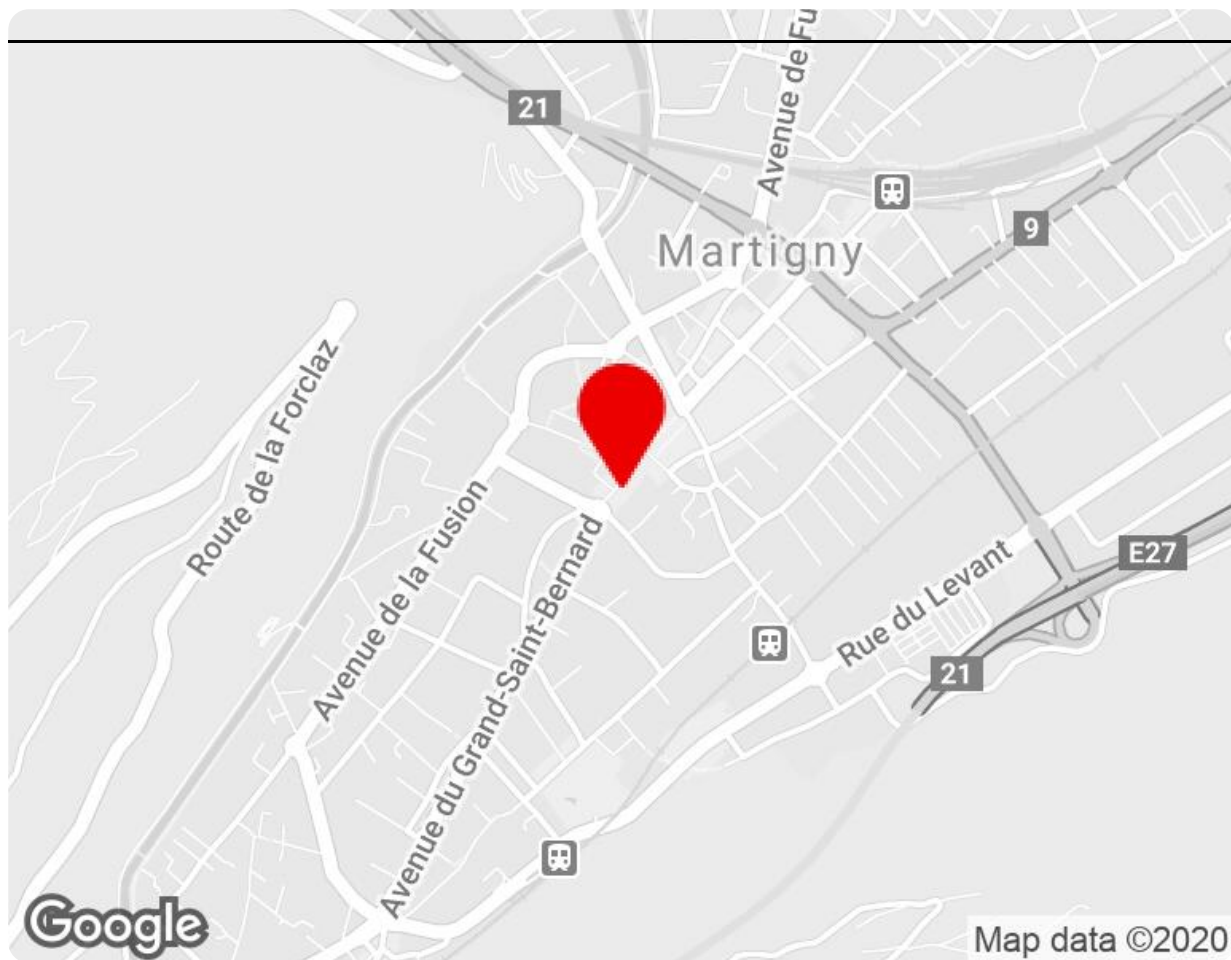 21
Avenue de Fu
Martigny
9
Route de la Forclaz
Avenue de la Fusion
Avenue du Grand-Saint-Bernard
Rue du Levant
E27
21
Google
Map data ©2020